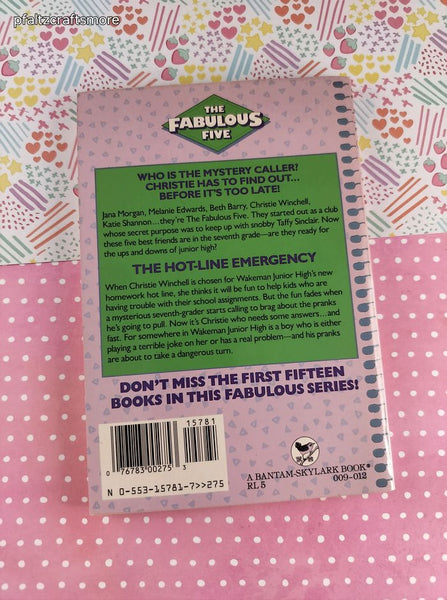 pfaltzcraftsmore
THE
FABULOUS
FIVE
WHO IS THE MYSTERY CALLER?
CHRISTIE HAS TO FIND OUT...
BEFORE IT'S TOO LATE!
Jana Morgan, Melanie Edwards, Beth Barry, Christie Winchell,
Katie Shannon...they're The Fabulous Five. They started out as a club
whose secret purpose was to keep up with snobby Taffy Sinclair. Now
these five best friends are in the seventh grade—are they ready for
the ups and downs of junior high?
THE HOT-LINE EMERGENCY
When Christie Winchell is chosen for Wakeman Junior High's new
homework hot line, she thinks it will be fun to help kids who are
having trouble with their school assignments. But the fun fades when
a mysterious seventh-grader starts calling to brag about the pranks
he's going to pull. Now it's Christie who needs some answers...and
fast. For somewhere in Wakeman Junior High is a boy who is either
playing a terrible joke on her or has a real problem—and his pranks
are about to take a dangerous turn.
DON'T MISS THE FIRST FIFTEEN
BOOKS IN THIS FABULOUS SERIES!
15781
0 76783 00275 3
N 0-553-15781-7>>275
A BANTAM-SKYLARK BOOK®
RL 5 009-012